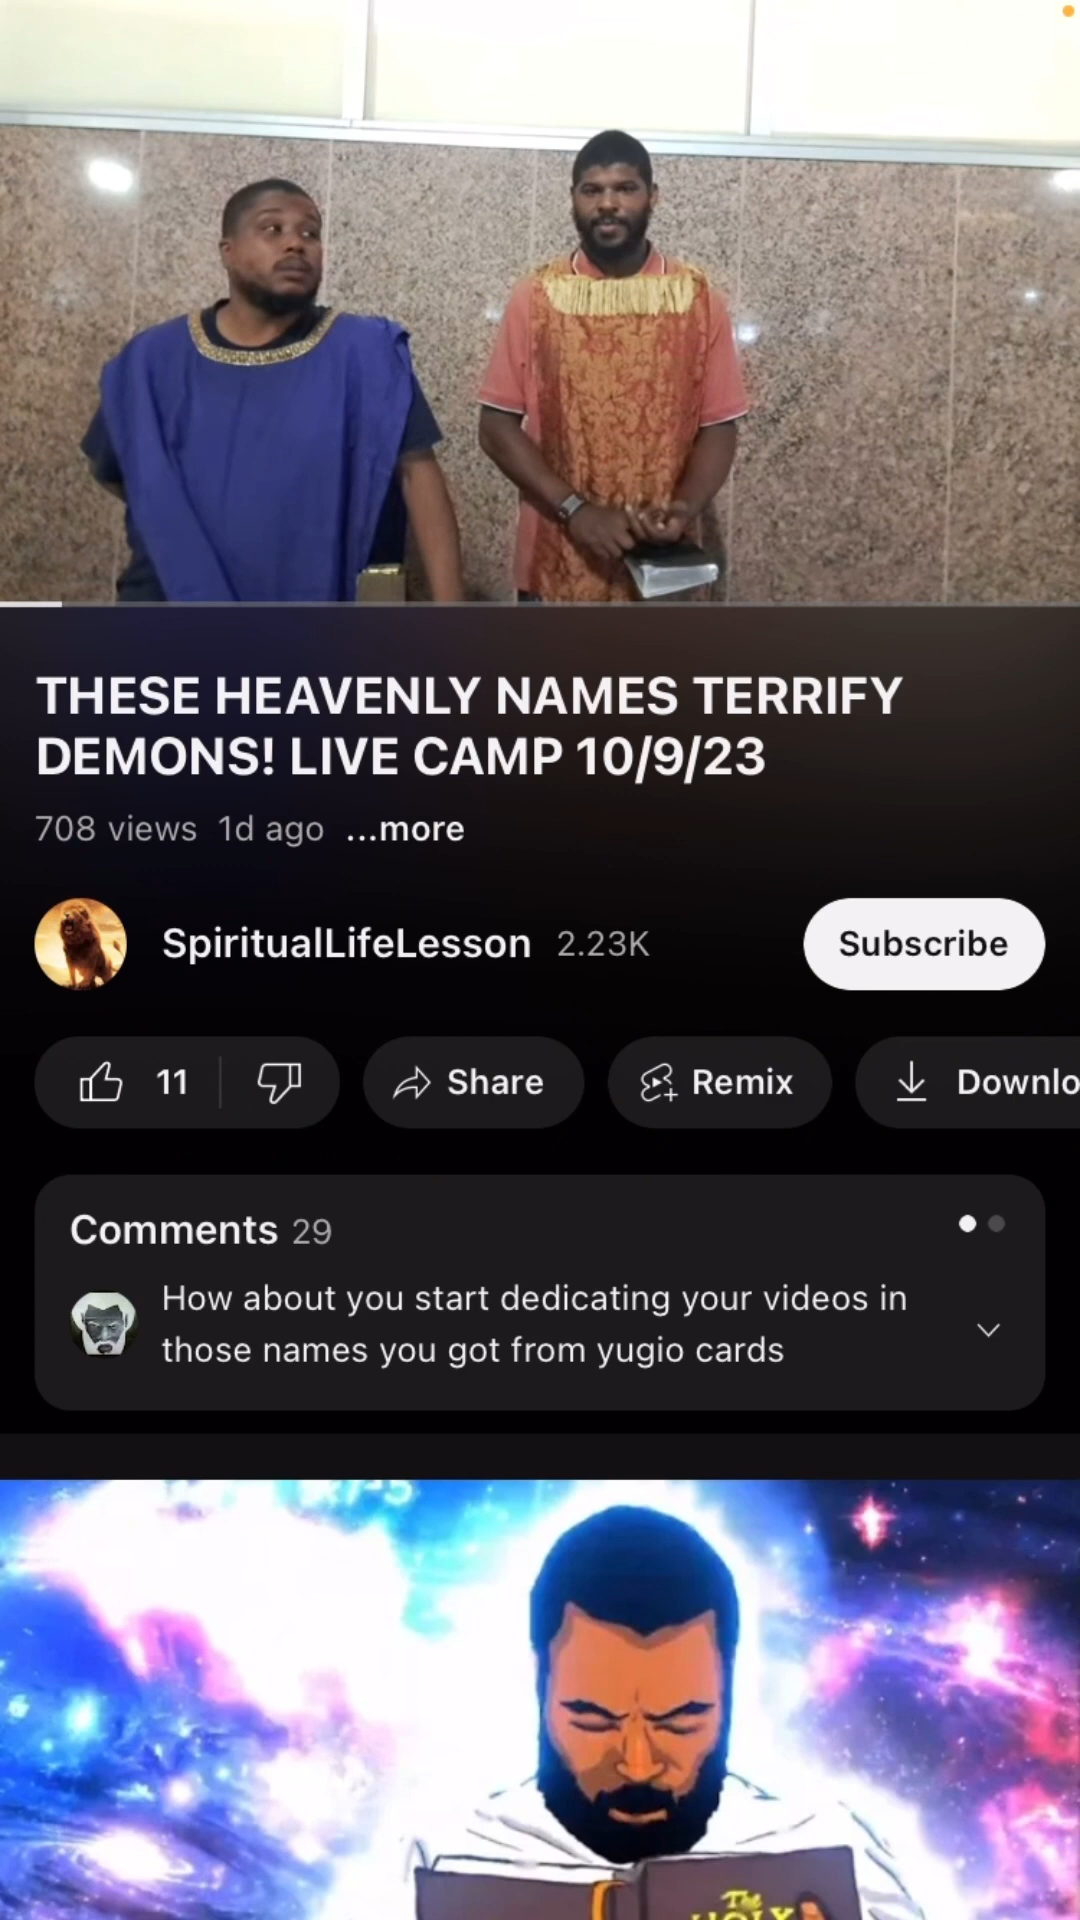 THESE HEAVENLY NAMES TERRIFY
DEMONS! LIVE CAMP 10/9/23
708 views 1d ago ...more
SpiritualLifeLesson 2.23K
Subscribe
11
Share
Remix
Downlo
Comments 29
How about you start dedicating your videos in
those names you got from yugio cards
The
HOLY